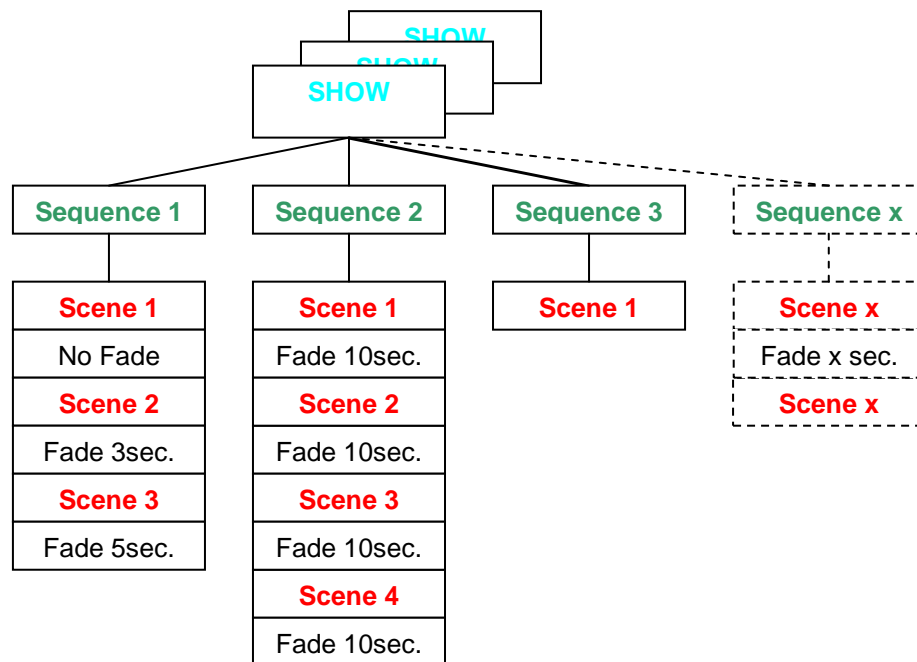 SHOW
SHOW
SHOW
Sequence 1
Sequence 2
Sequence 3
Sequence x
Scene 1
Scene 1
Scene 1
Scene x
No Fade
Fade 10sec.
Fade x sec.
Scene 2
Scene 2
Scene x
Fade 3sec.
Fade 10sec.
Scene 3
Scene 3
Fade 5sec.
Fade 10sec.
Scene 4
Fade 10sec.